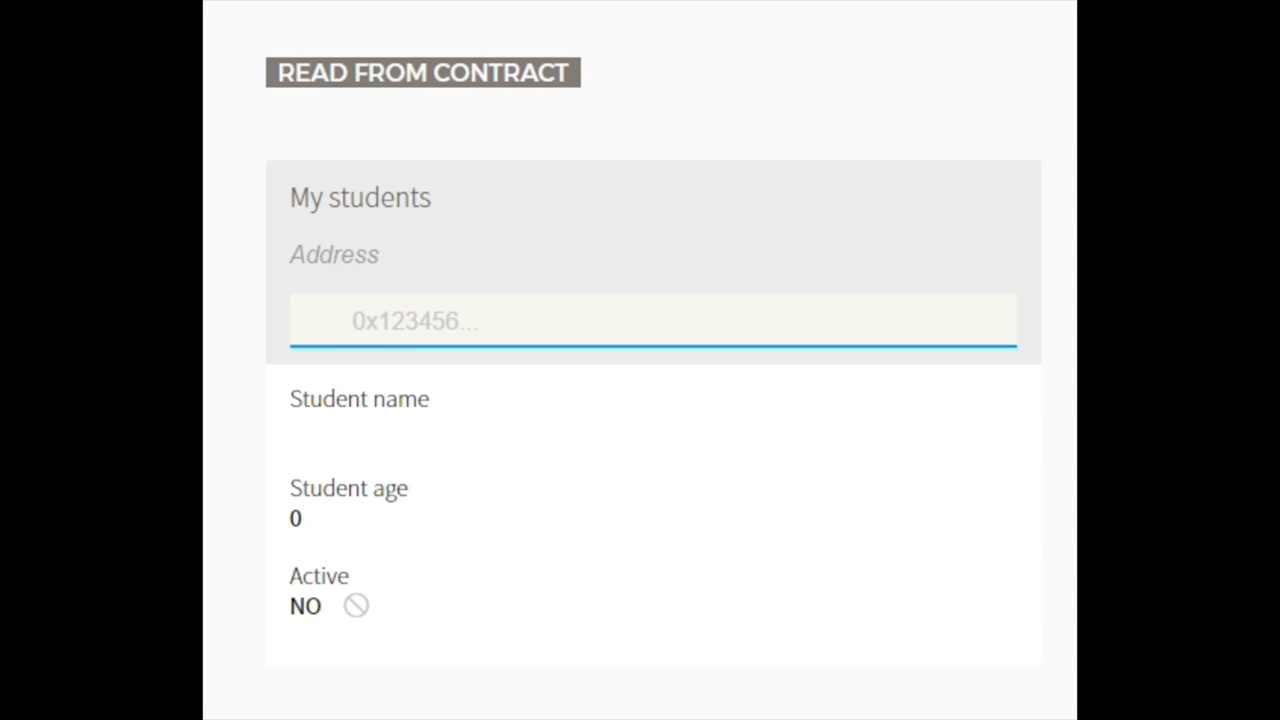 READ FROM CONTRACT
My students
Address
0x123456...
Student name
Student age
0
Active
NO